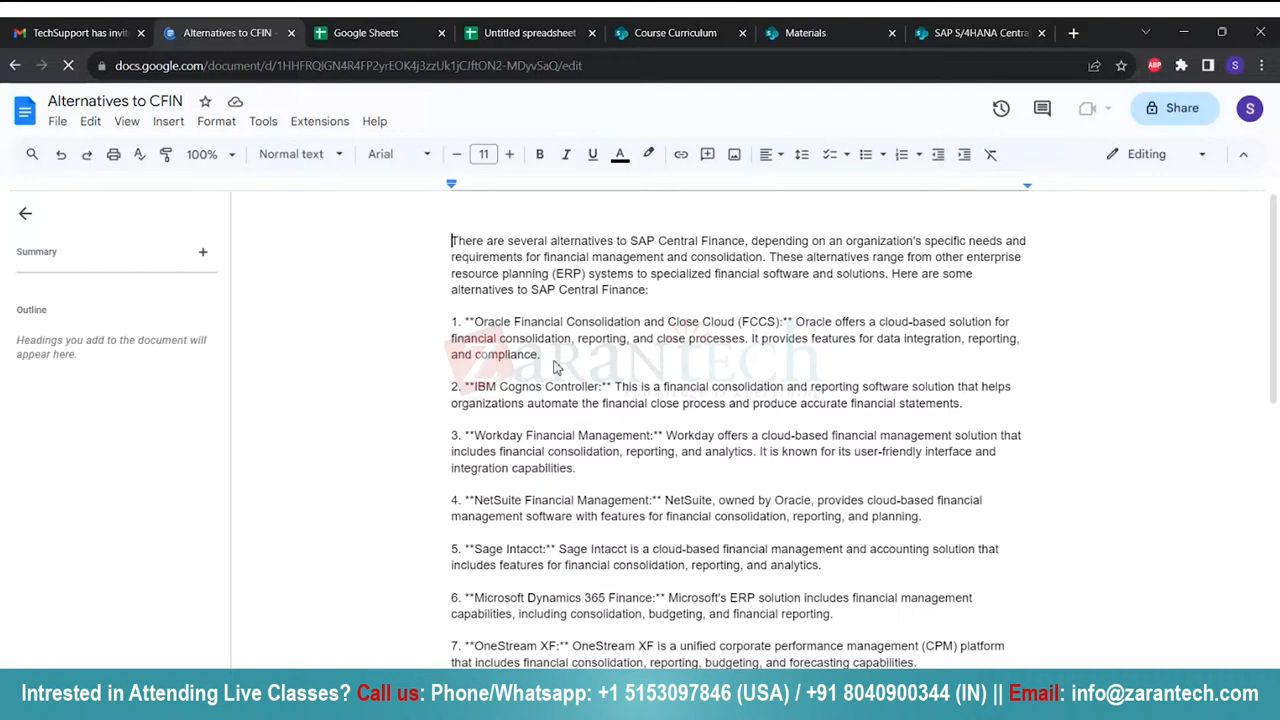 TechSupport has invit
Alternatives to CFIN
Google Sheets
Untitled spreadsheet
Course Curriculum
Materials
SAP S/4HANA Centra
docs.google.com/document/d/1HHFRQIGN4R4FP2yrEOK4j3zzUk1jCJftON2-MDyvSaQ/edit
ABP
S
Alternatives to CFIN
Share
S
File Edit View Insert Format Tools Extensions Help
100% Normal text Arial 11 B I U A Editing
Summary
Outline
Headings you add to the document will
appear here.
There are several alternatives to SAP Central Finance, depending on an organization's specific needs and
requirements for financial management and consolidation. These alternatives range from other enterprise
resource planning (ERP) systems to specialized financial software and solutions. Here are some
alternatives to SAP Central Finance:
1. **Oracle Financial Consolidation and Close Cloud (FCCS):** Oracle offers a cloud-based solution for
financial consolidation, reporting, and close processes. It provides features for data integration, reporting,
and compliance.
ZARANTECH
2. **IBM Cognos Controller:** This is a financial consolidation and reporting software solution that helps
organizations automate the financial close process and produce accurate financial statements.
3. **Workday Financial Management:** Workday offers a cloud-based financial management solution that
includes financial consolidation, reporting, and analytics. It is known for its user-friendly interface and
integration capabilities.
4. **NetSuite Financial Management:** NetSuite, owned by Oracle, provides cloud-based financial
management software with features for financial consolidation, reporting, and planning.
5. **Sage Intacct:** Sage Intacct is a cloud-based financial management and accounting solution that
includes features for financial consolidation, reporting, and analytics.
6. **Microsoft Dynamics 365 Finance:** Microsoft's ERP solution includes financial management
capabilities, including consolidation, budgeting, and financial reporting.
7. **OneStream XF:** OneStream XF is a unified corporate performance management (CPM) platform
that includes financial consolidation, reporting, budgeting, and forecasting capabilities.
Intrested in Attending Live Classes? Call us: Phone/Whatsapp: +1 5153097846 (USA) / +91 8040900344 (IN) || Email: info@zarantech.com